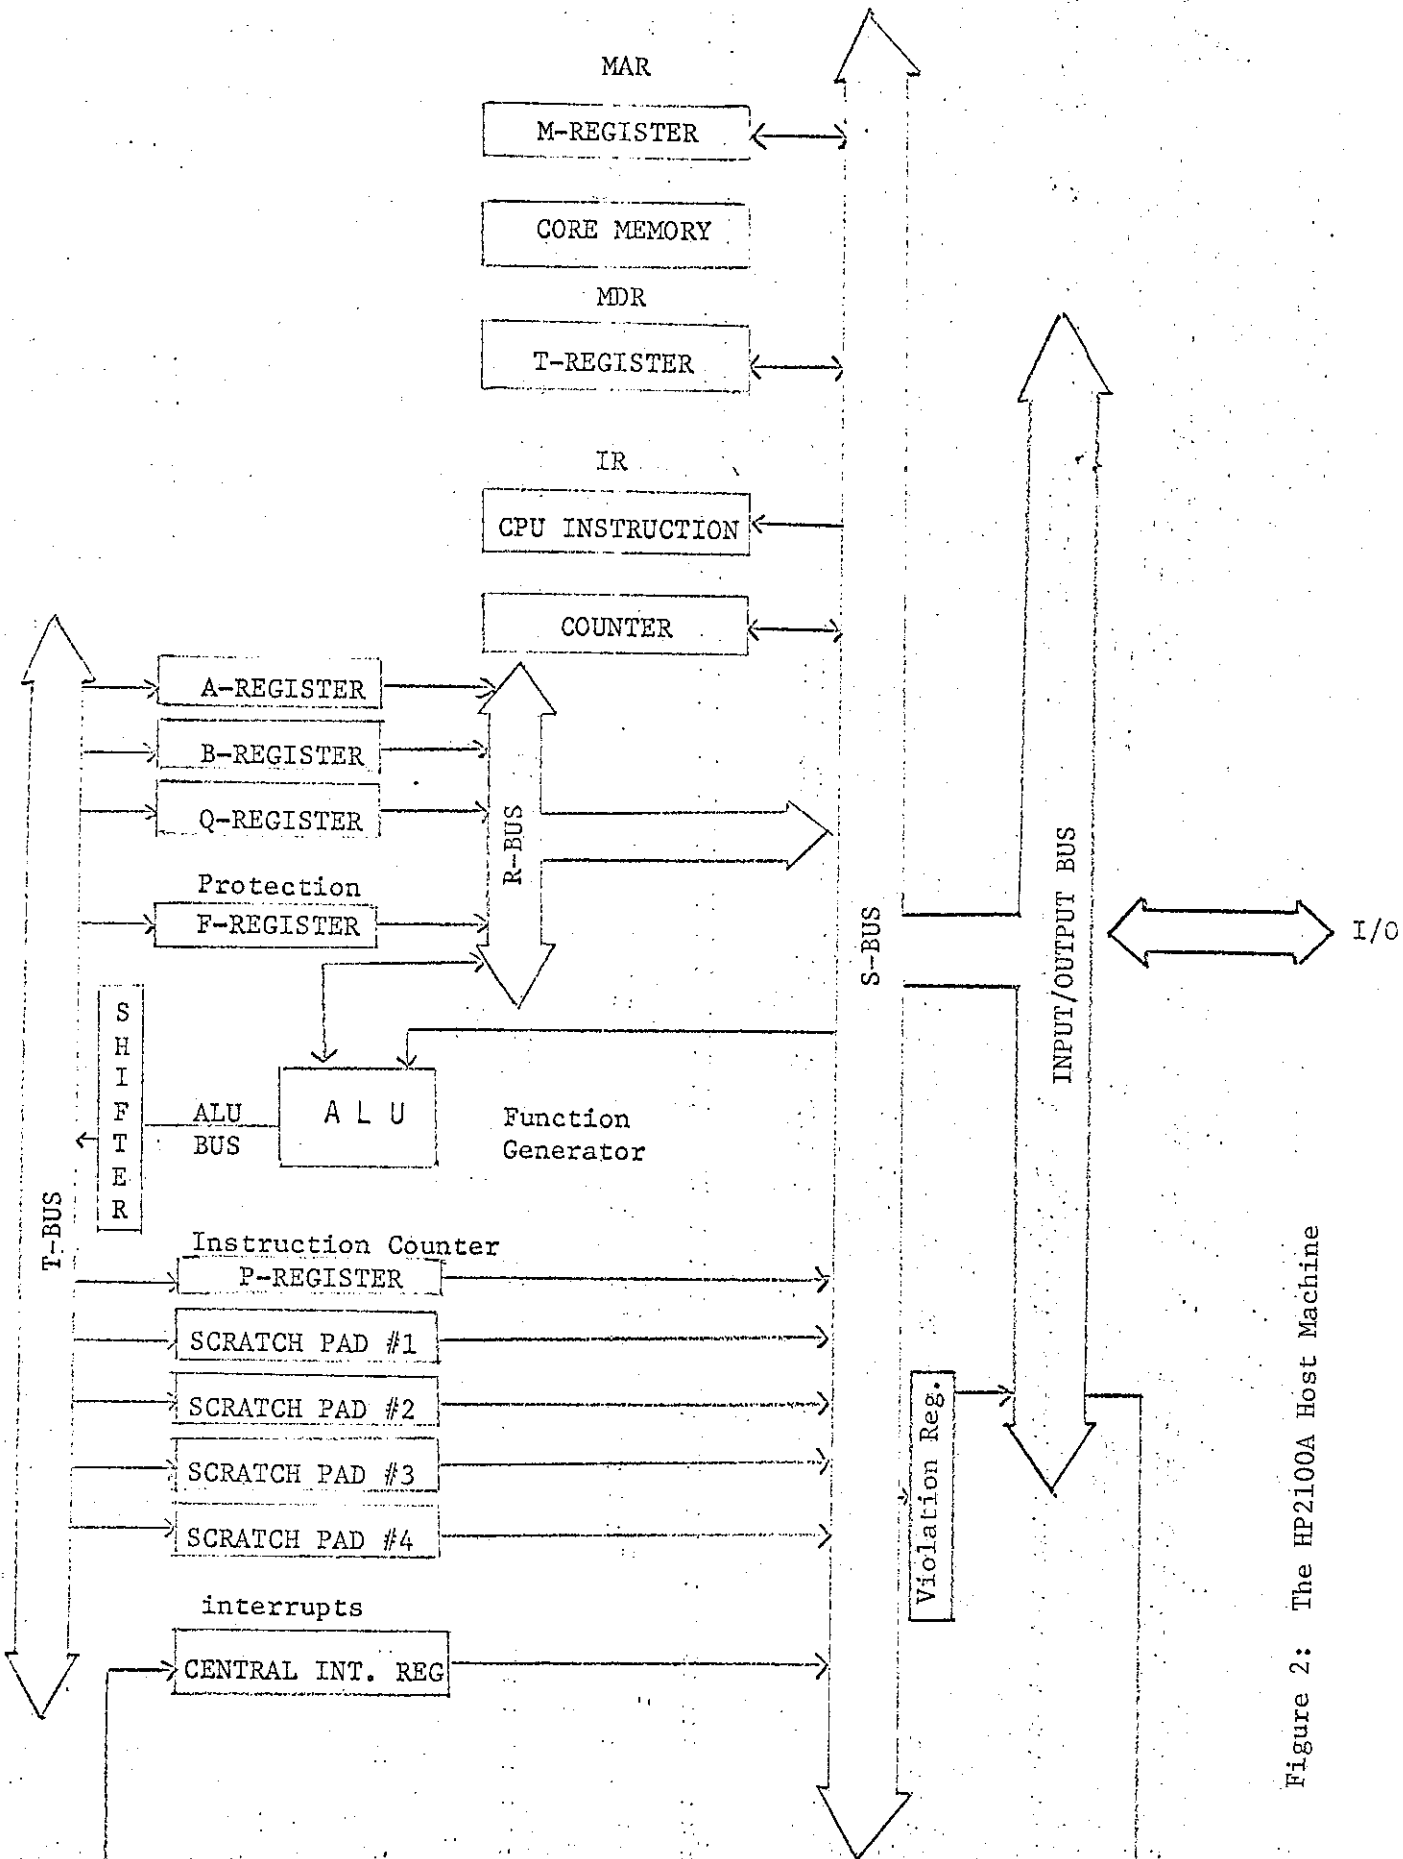 MAR
M-REGISTER
CORE MEMORY
MDR
T-REGISTER
IR
CPU INSTRUCTION
COUNTER
A-REGISTER
B-REGISTER
Q-REGISTER
Protection
F-REGISTER
R-BUS
S-BUS
INPUT/OUTPUT BUS
I/O
SHIFTER
ALU
BUS
ALU
Function
Generator
T-BUS
Instruction Counter
P-REGISTER
SCRATCH PAD #1
SCRATCH PAD #2
SCRATCH PAD #3
SCRATCH PAD #4
Violation Reg.
interrupts
CENTRAL INT. REG
Figure 2: The HP2100A Host Machine